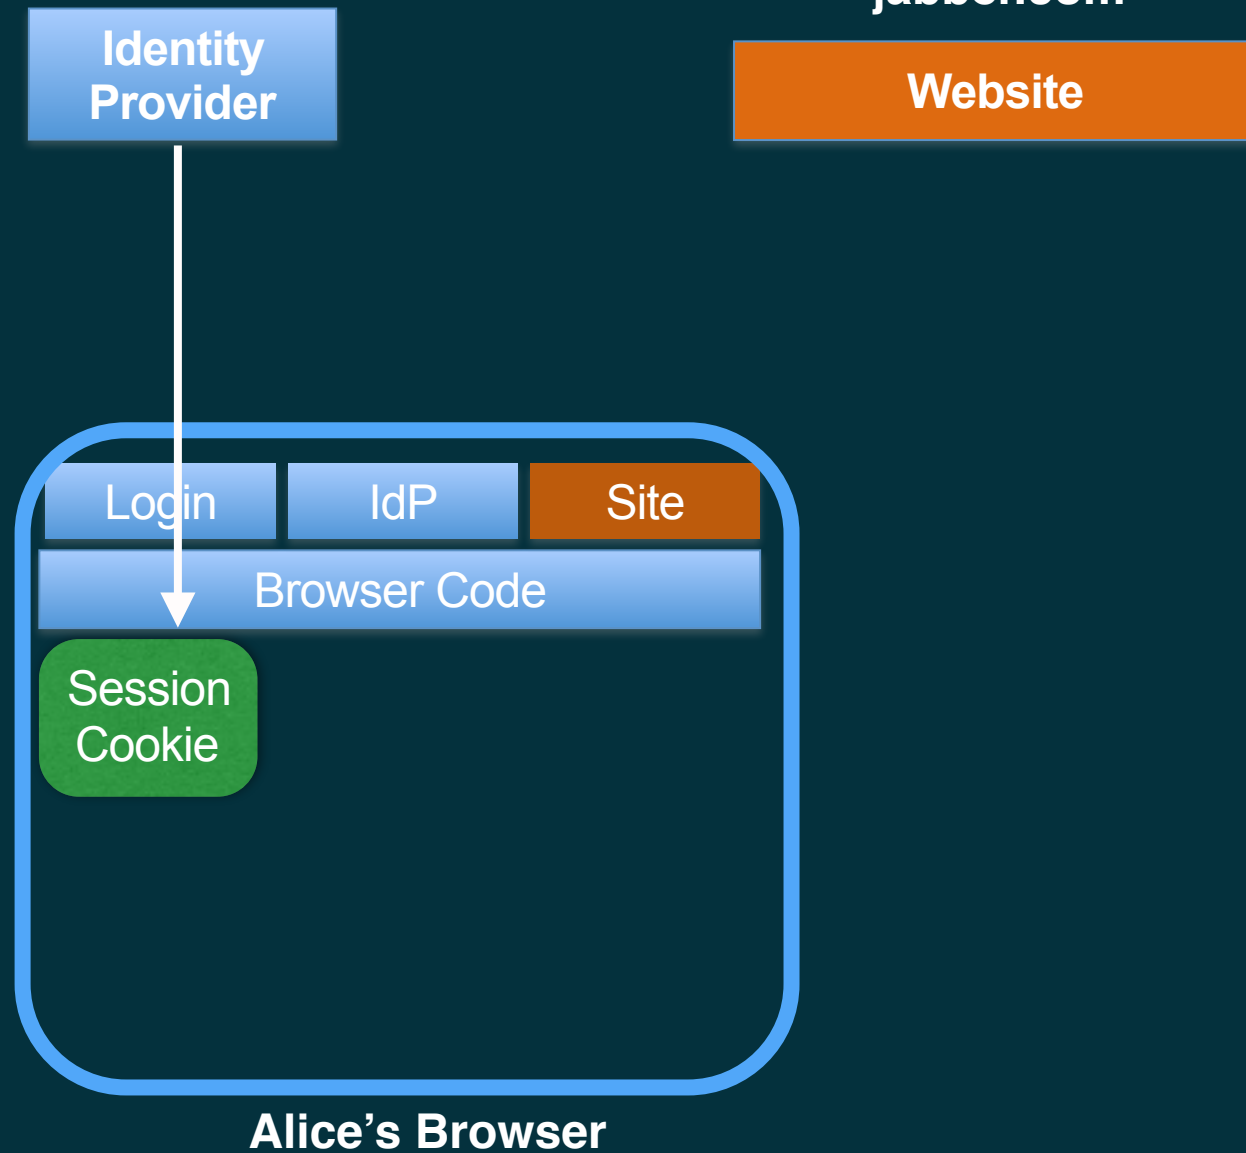 Identity
Provider
Website
Login
IdP
Site
Browser Code
Session
Cookie
Alice’s Browser